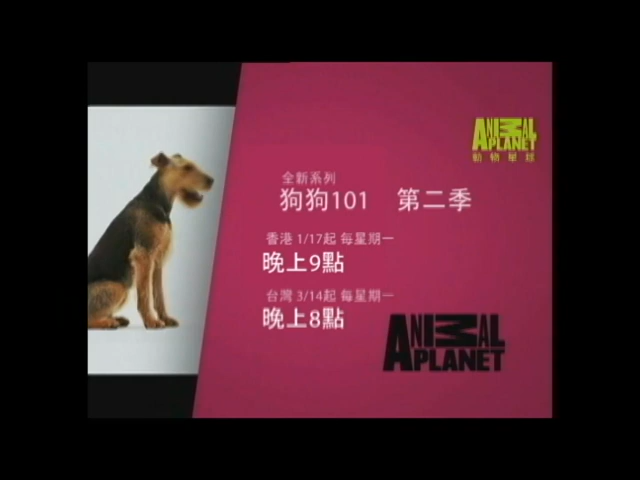 ANIMAL
PLANET
動物星球
全新系列
狗狗101 第二季
香港 1/17起 每星期一
晚上9點
台灣 3/14起 每星期一
晚上8點
ANIMAL
PLANET